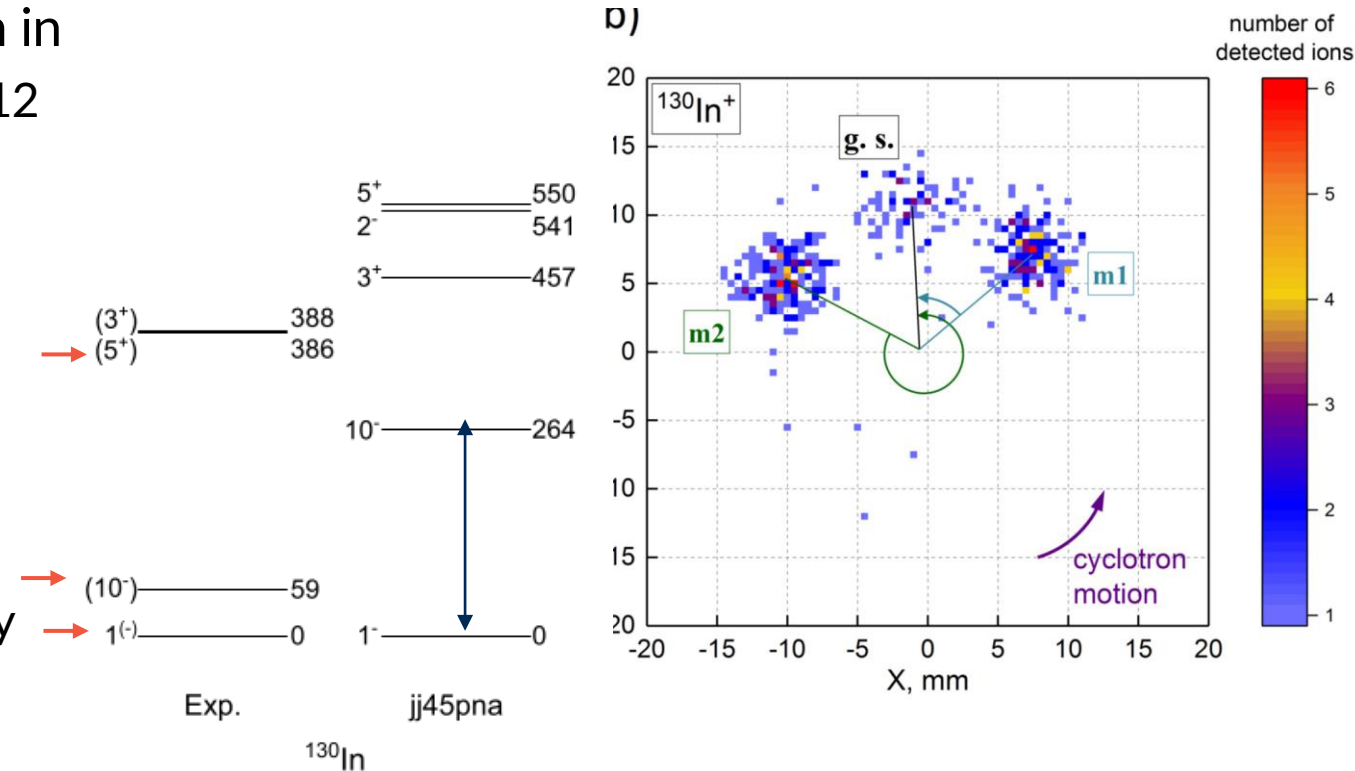 n in
12
y
5⁺ 550
2⁻ 541
3⁺ 457
(3⁺) 388
(5⁺) 386
10⁻ 264
(10⁻) 59
1⁽⁻⁾ 0
1⁻ 0
Exp.
jj45pna
¹³⁰In
b)
number of
detected ions
¹³⁰In⁺
g. s.
m1
m2
cyclotron
motion
20
15
10
5
0
-5
10
15
20
-20 -15 -10 -5 0 5 10 15 20
X, mm
6
5
4
3
2
1